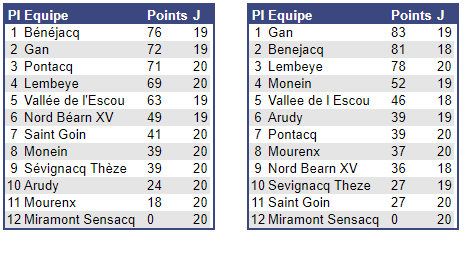 Pl Equipe Points J
1 Bénéjacq 76 19
2 Gan 72 19
3 Pontacq 71 20
4 Lembeye 69 20
5 Vallée de l'Escou 63 19
6 Nord Béarn XV 49 19
7 Saint Goin 41 20
8 Monein 39 20
9 Sévignacq Thèze 39 20
10 Arudy 24 20
11 Mourenx 18 20
12 Miramont Sensacq 0 20
Pl Equipe Points J
1 Gan 83 19
2 Benejacq 81 18
3 Lembeye 78 20
4 Monein 52 19
5 Vallee de l Escou 46 18
6 Arudy 39 19
7 Pontacq 39 20
8 Mourenx 37 20
9 Nord Bearn XV 36 18
10 Sevignacq Theze 27 19
11 Saint Goin 27 20
12 Miramont Sensacq 0 20